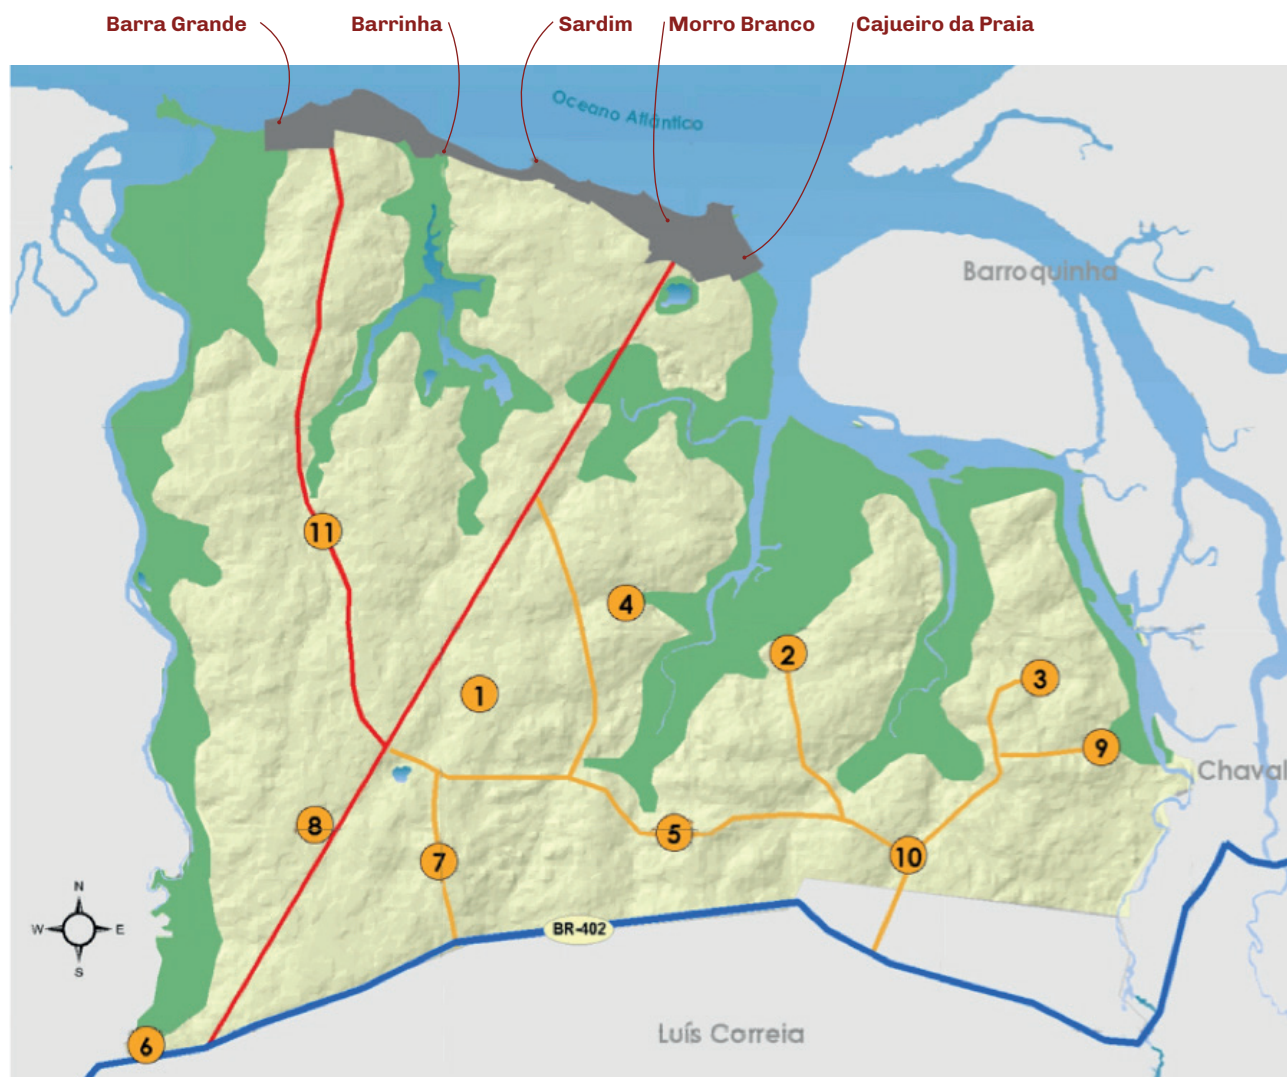 Barra Grande
Barrinha
Sardim
Morro Branco
Cajueiro da Praia
Oceano Atlântico
Barroquinha
11
4
1
2
3
9
Chaval
8
5
7
10
N
W
E
S
BR-402
6
Luís Correia